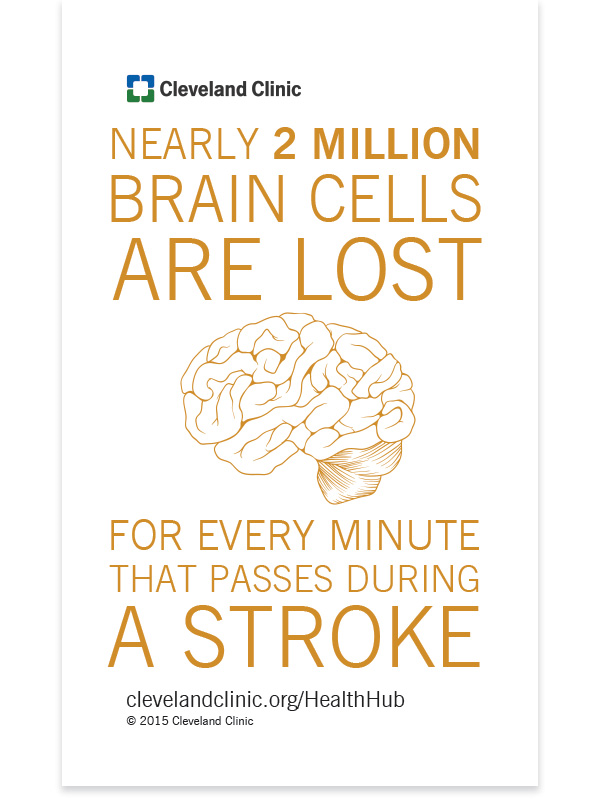 Cleveland Clinic
NEARLY 2 MILLION
BRAIN CELLS
ARE LOST
FOR EVERY MINUTE
THAT PASSES DURING
A STROKE
clevelandclinic.org/HealthHub
© 2015 Cleveland Clinic